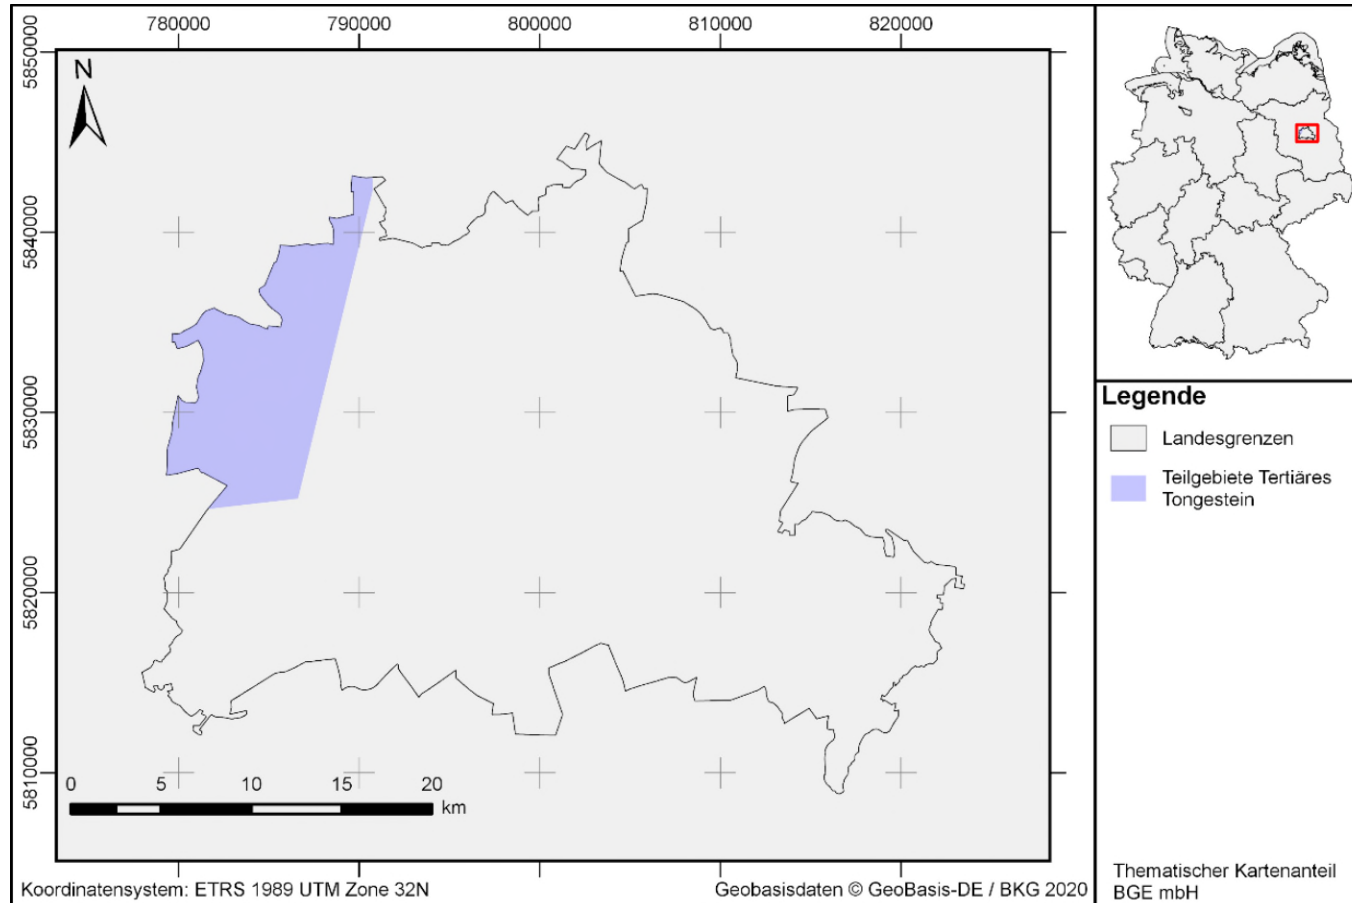 780000 790000 800000 810000 820000
5850000
5840000
5830000
5820000
5810000
N
0 5 10 15 20
km
Koordinatensystem: ETRS 1989 UTM Zone 32N
Geobasisdaten © GeoBasis-DE / BKG 2020
Legende
Landesgrenzen
Teilgebiete Tertiäres
Tongestein
Thematischer Kartenanteil
BGE mbH